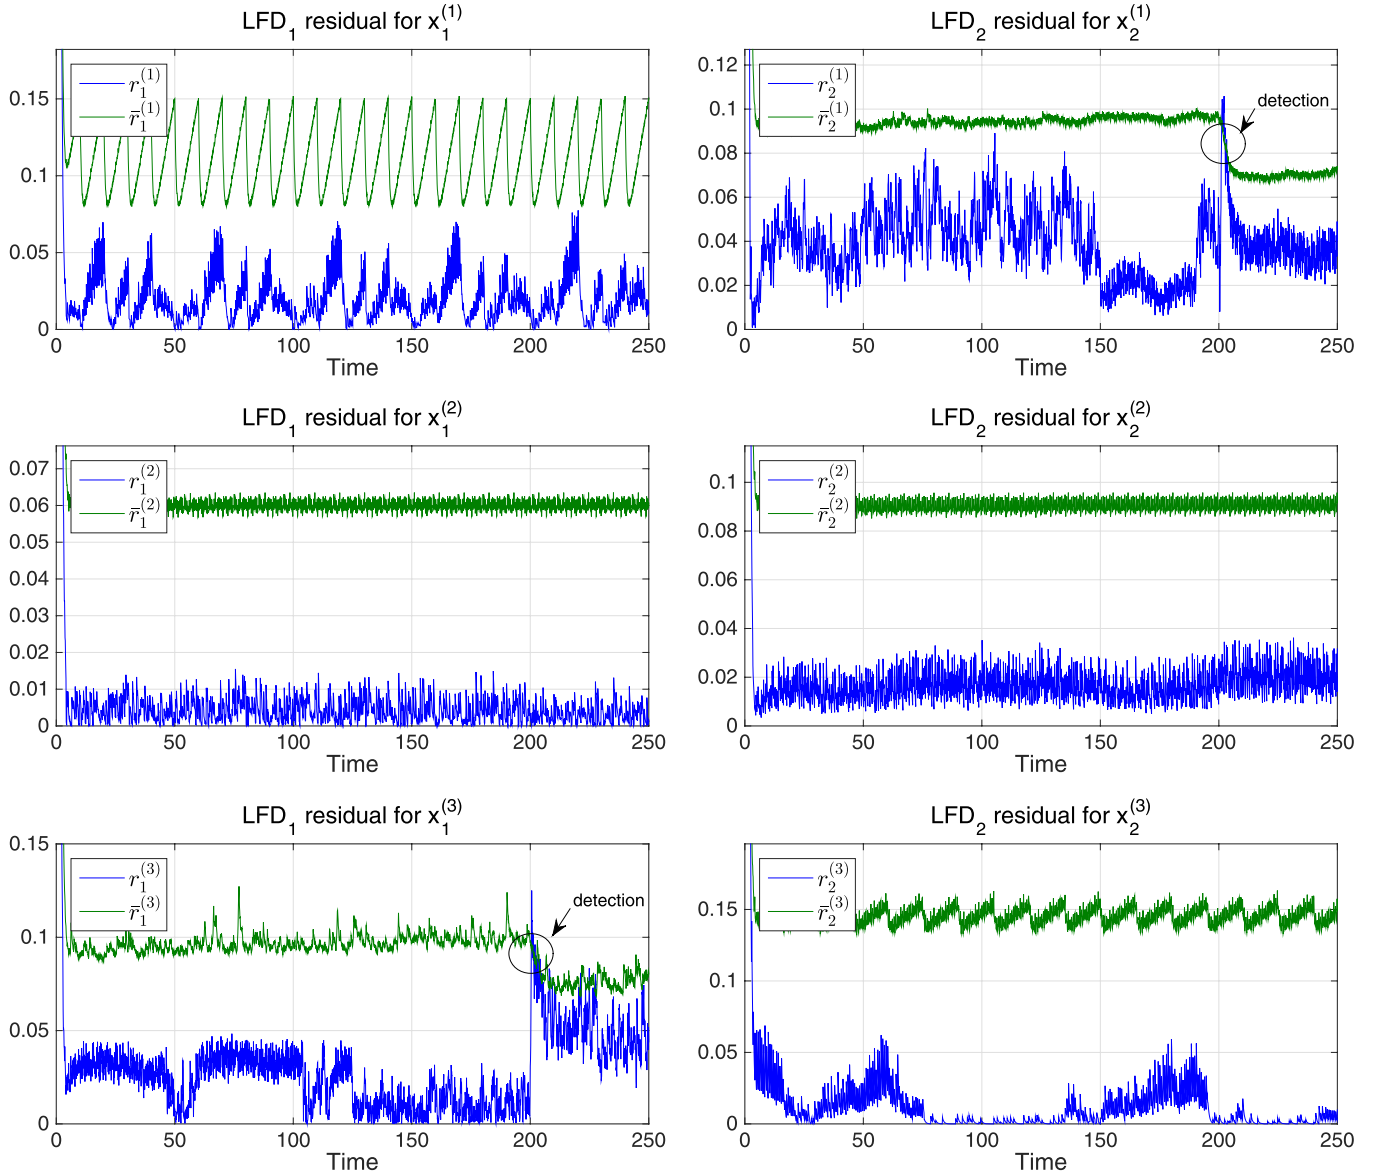 LFD₁ residual for x₁⁽¹⁾
r₁⁽¹⁾
r̄₁⁽¹⁾
0.15
0.1
0.05
0
0 50 100 150 200 250
Time
LFD₂ residual for x₂⁽¹⁾
r₂⁽¹⁾
r̄₂⁽¹⁾
detection
0.12
0.1
0.08
0.06
0.04
0.02
0
0 50 100 150 200 250
Time
LFD₁ residual for x₁⁽²⁾
r₁⁽²⁾
r̄₁⁽²⁾
0.07
0.06
0.05
0.04
0.03
0.02
0.01
0
0 50 100 150 200 250
Time
LFD₂ residual for x₂⁽²⁾
r₂⁽²⁾
r̄₂⁽²⁾
0.1
0.08
0.06
0.04
0.02
0
0 50 100 150 200 250
Time
LFD₁ residual for x₁⁽³⁾
r₁⁽³⁾
r̄₁⁽³⁾
detection
0.15
0.1
0.05
0
0 50 100 150 200 250
Time
LFD₂ residual for x₂⁽³⁾
r₂⁽³⁾
r̄₂⁽³⁾
0.15
0.1
0.05
0
0 50 100 150 200 250
Time